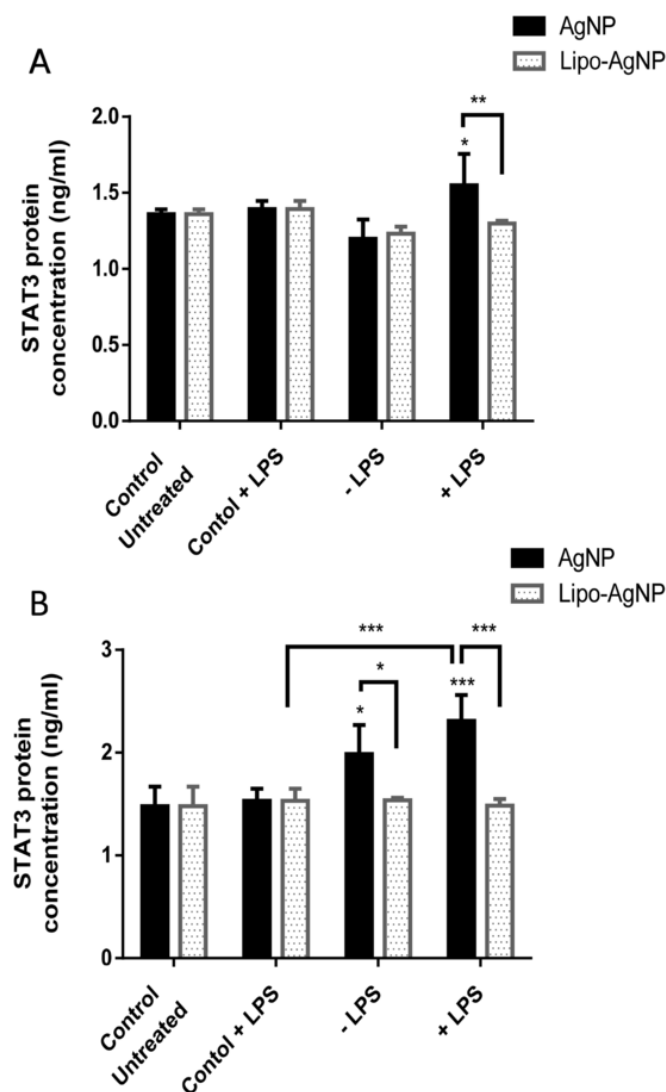 AgNP
Lipo-AgNP
A
**
*
STAT3 protein
concentration (ng/ml)
2.0
1.5
1.0
0.5
0.0
Control
Untreated
Contol + LPS
- LPS
+ LPS
AgNP
Lipo-AgNP
B
***
***
*
*
***
STAT3 protein
concentration (ng/ml)
3
2
1
0
Control
Untreated
Contol + LPS
- LPS
+ LPS